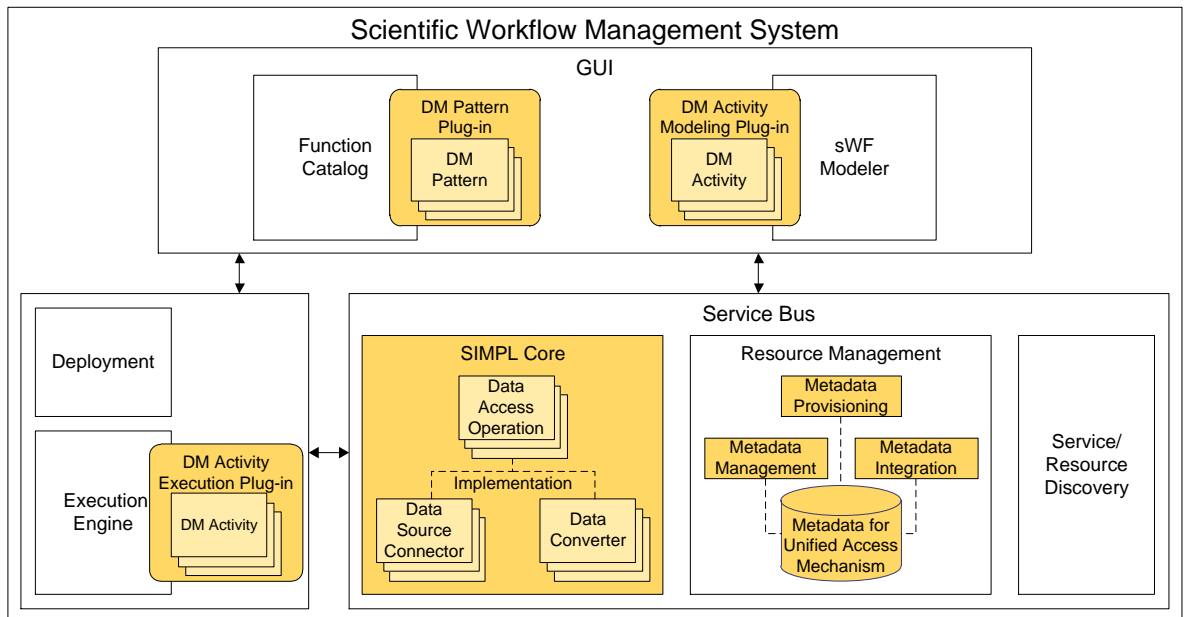 Scientific Workflow Management System
GUI
Function
Catalog
DM Pattern
Plug-in
DM
Pattern
DM Activity
Modeling Plug-in
DM
Activity
sWF
Modeler
Deployment
Execution
Engine
DM Activity
Execution Plug-in
DM Activity
Service Bus
SIMPL Core
Data
Access
Operation
Implementation
Data
Source
Connector
Data
Converter
Resource Management
Metadata
Provisioning
Metadata
Management
Metadata
Integration
Metadata for
Unified Access
Mechanism
Service/
Resource
Discovery